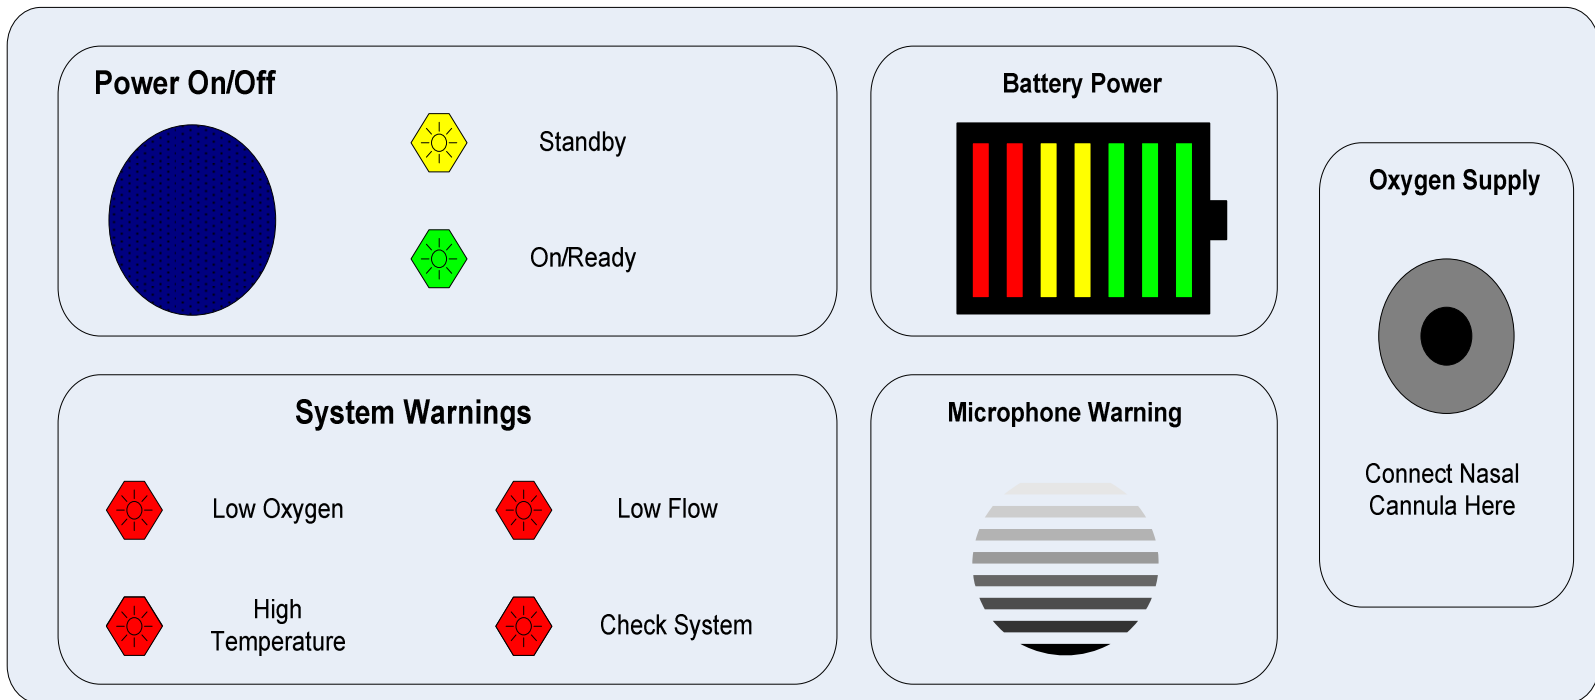 Power On/Off
Standby
On/Ready
Battery Power
Oxygen Supply
Connect Nasal
Cannula Here
System Warnings
Low Oxygen
Low Flow
High
Temperature
Check System
Microphone Warning